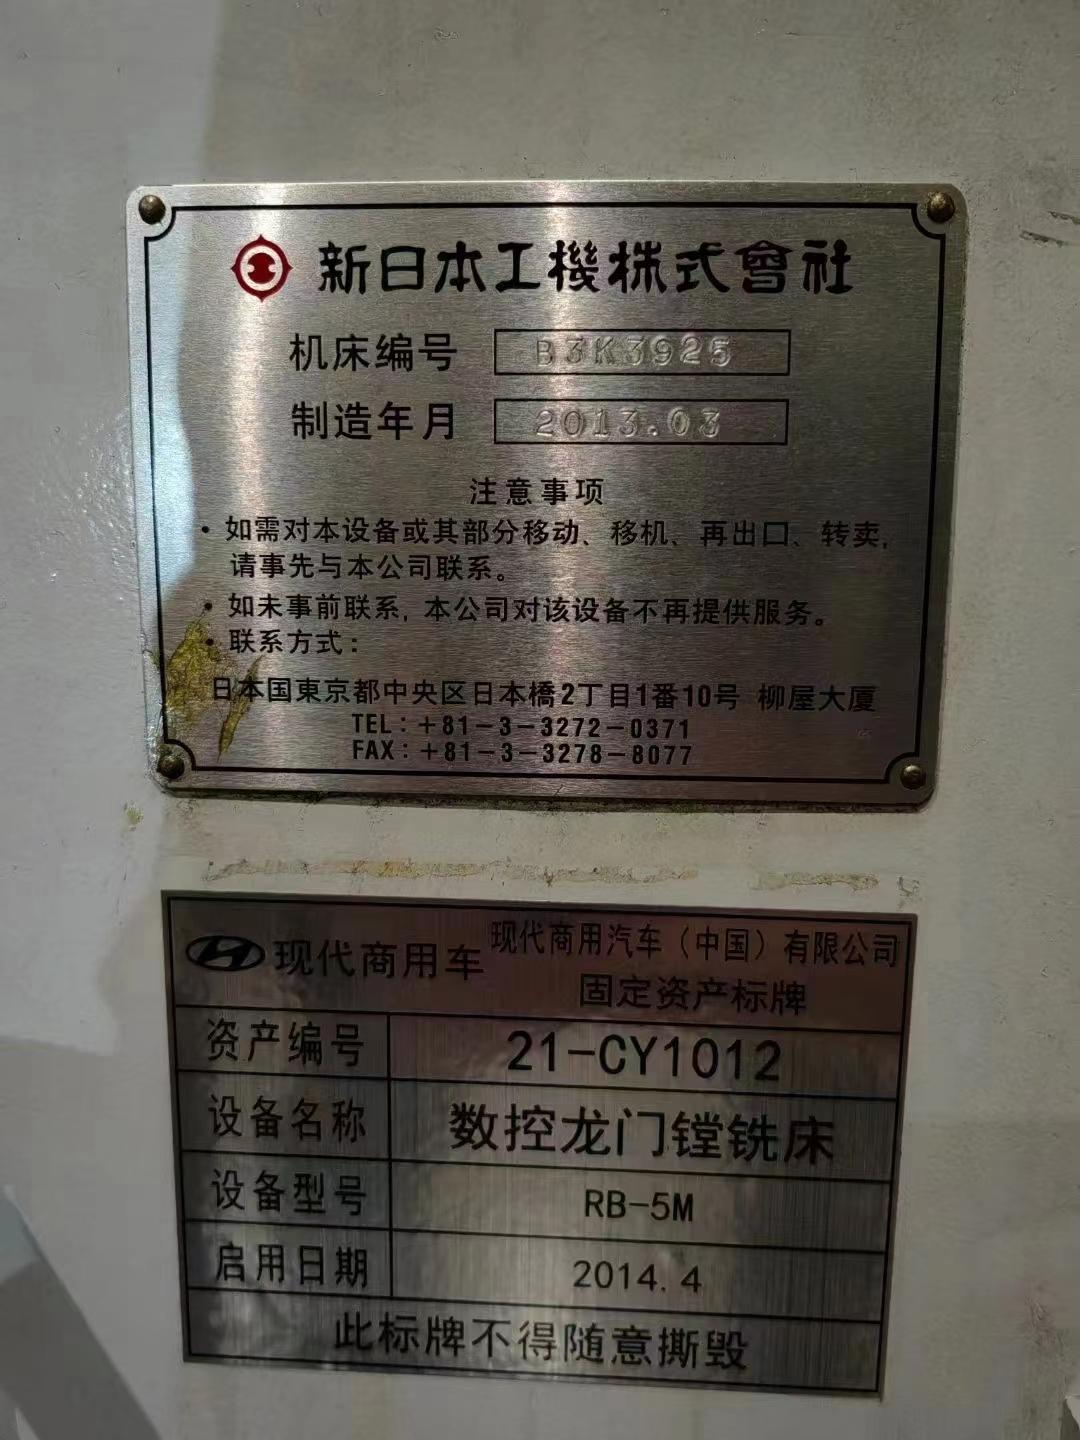 新日本工機株式會社
机床编号 B3K3925
制造年月 2013.03
注意事项
·如需对本设备或其部分移动、移机、再出口、转卖,
请事先与本公司联系。
·如未事前联系, 本公司对该设备不再提供服务。
·联系方式:
日本国東京都中央区日本橋2丁目1番10号 柳屋大厦
TEL:+81-3-3272-0371
FAX:+81-3-3278-8077
现代商用车 现代商用汽车(中国)有限公司
固定资产标牌
资产编号 21-CY1012
设备名称 数控龙门镗铣床
设备型号 RB-5M
启用日期 2014.4
此标牌不得随意撕毁